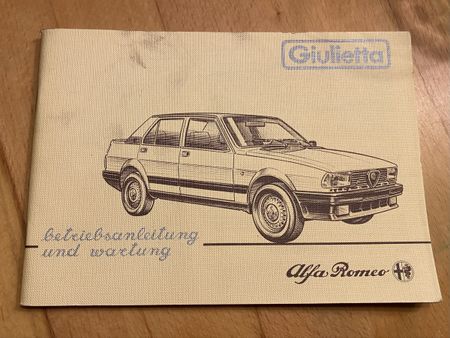 Giulietta
betriebsanleitung
und wartung
Alfa Romeo